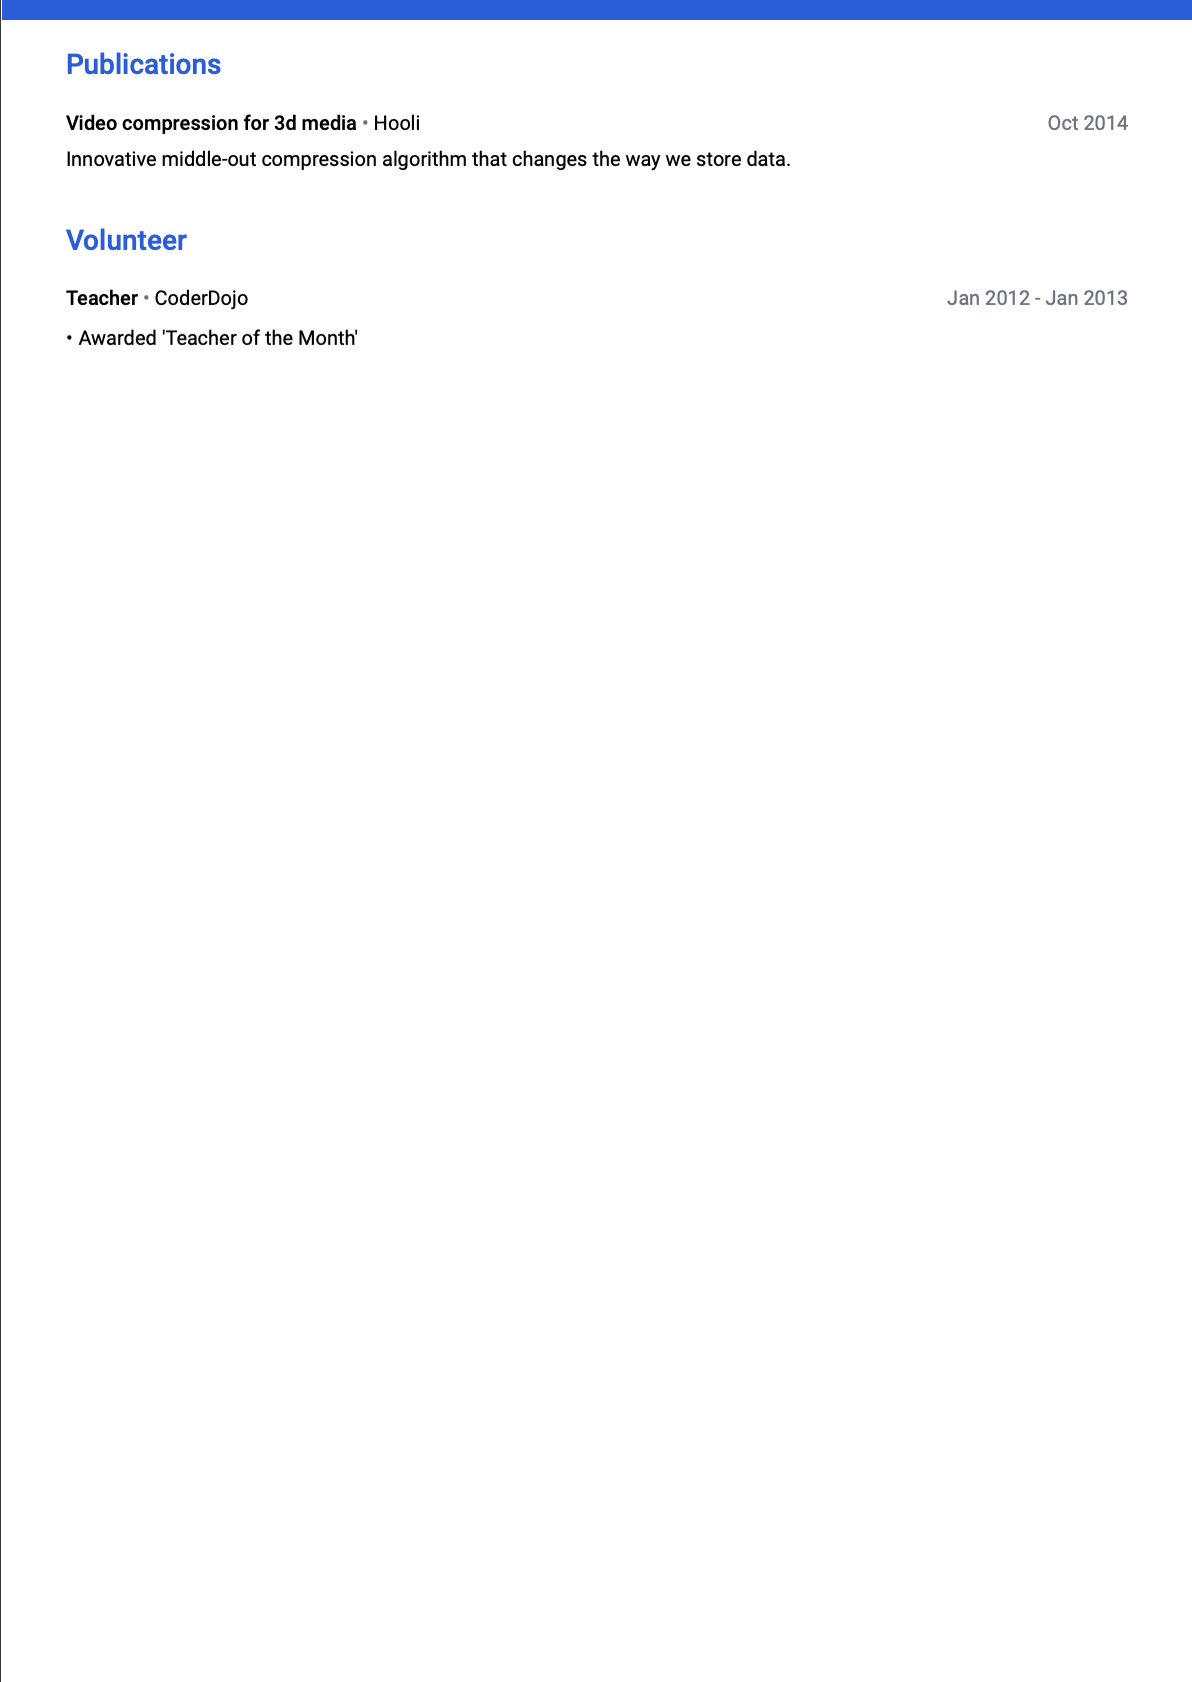 Publications
Video compression for 3d media • Hooli Oct 2014
Innovative middle-out compression algorithm that changes the way we store data.
Volunteer
Teacher • CoderDojo Jan 2012 - Jan 2013
• Awarded 'Teacher of the Month'